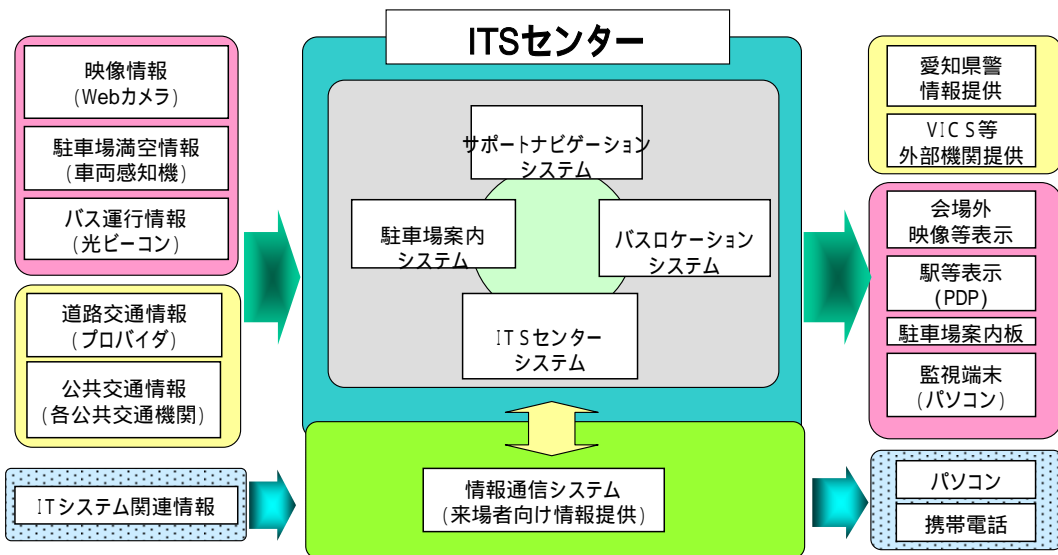 ITSセンター
映像情報
(Webカメラ)
駐車場満空情報
(車両感知機)
バス運行情報
(光ビーコン)
道路交通情報
(プロバイダ)
公共交通情報
(各公共交通機関)
ITシステム関連情報
サポートナビゲーション
システム
駐車場案内
システム
バスロケーション
システム
ITSセンター
システム
情報通信システム
(来場者向け情報提供)
愛知県警
情報提供
VICS等
外部機関提供
会場外
映像等表示
駅等表示
(PDP)
駐車場案内板
監視端末
(パソコン)
パソコン
携帯電話